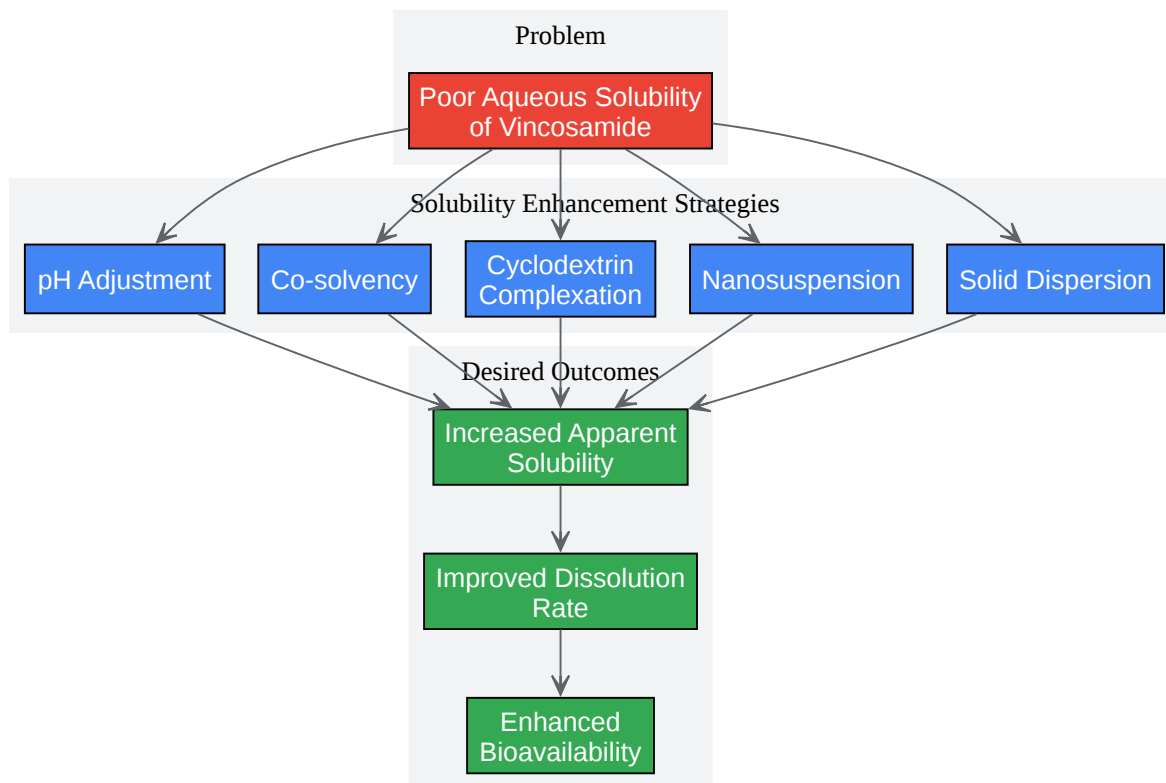 Problem
Poor Aqueous Solubility
of Vincosamide
Solubility Enhancement Strategies
pH Adjustment
Co-solvency
Cyclodextrin
Complexation
Nanosuspension
Solid Dispersion
Desired Outcomes
Increased Apparent
Solubility
Improved Dissolution
Rate
Enhanced
Bioavailability